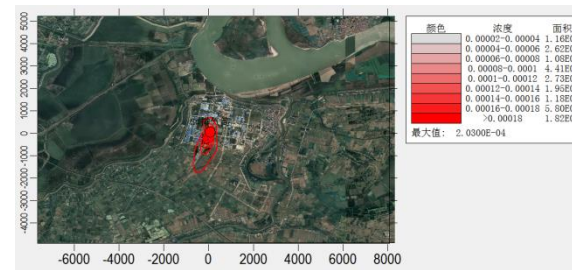 颜色 浓度 面积
0.00002-0.00004 1.16E0
0.00004-0.00006 2.62E0
0.00006-0.00008 1.08E0
0.00008-0.0001 4.41E0
0.0001-0.00012 2.73E0
0.00012-0.00014 1.95E0
0.00014-0.00016 1.18E0
0.00016-0.00018 5.80E0
>0.00018 1.82E0
最大值: 2.0300E-04
5000
4000
3000
2000
1000
0
-1000
-2000
-3000
-4000
-6000 -4000 -2000 0 2000 4000 6000 8000